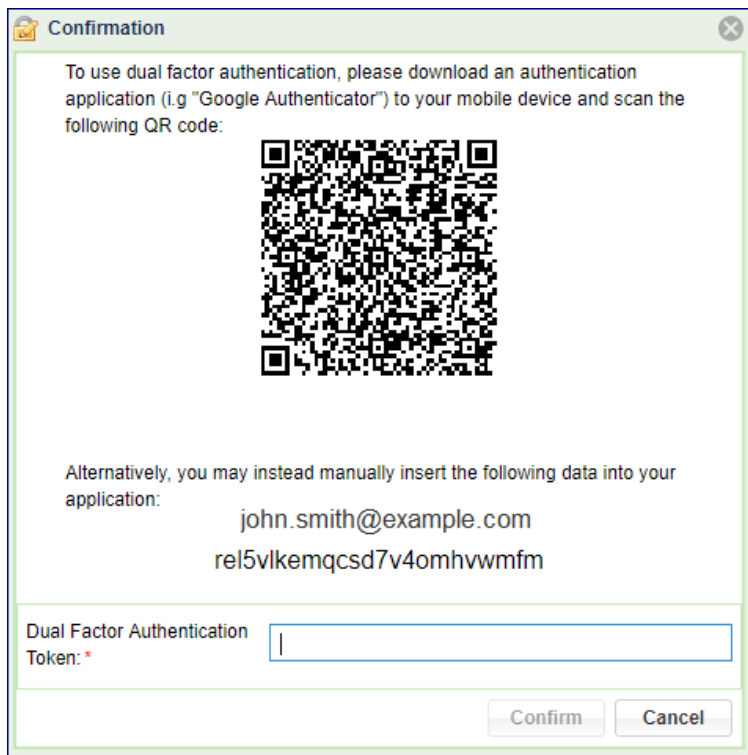 Confirmation
To use dual factor authentication, please download an authentication
application (i.g "Google Authenticator") to your mobile device and scan the
following QR code:
Alternatively, you may instead manually insert the following data into your
application:
john.smith@example.com
rel5vlkemqcsd7v4omhvwmfm
Dual Factor Authentication
Token: *
Confirm Cancel